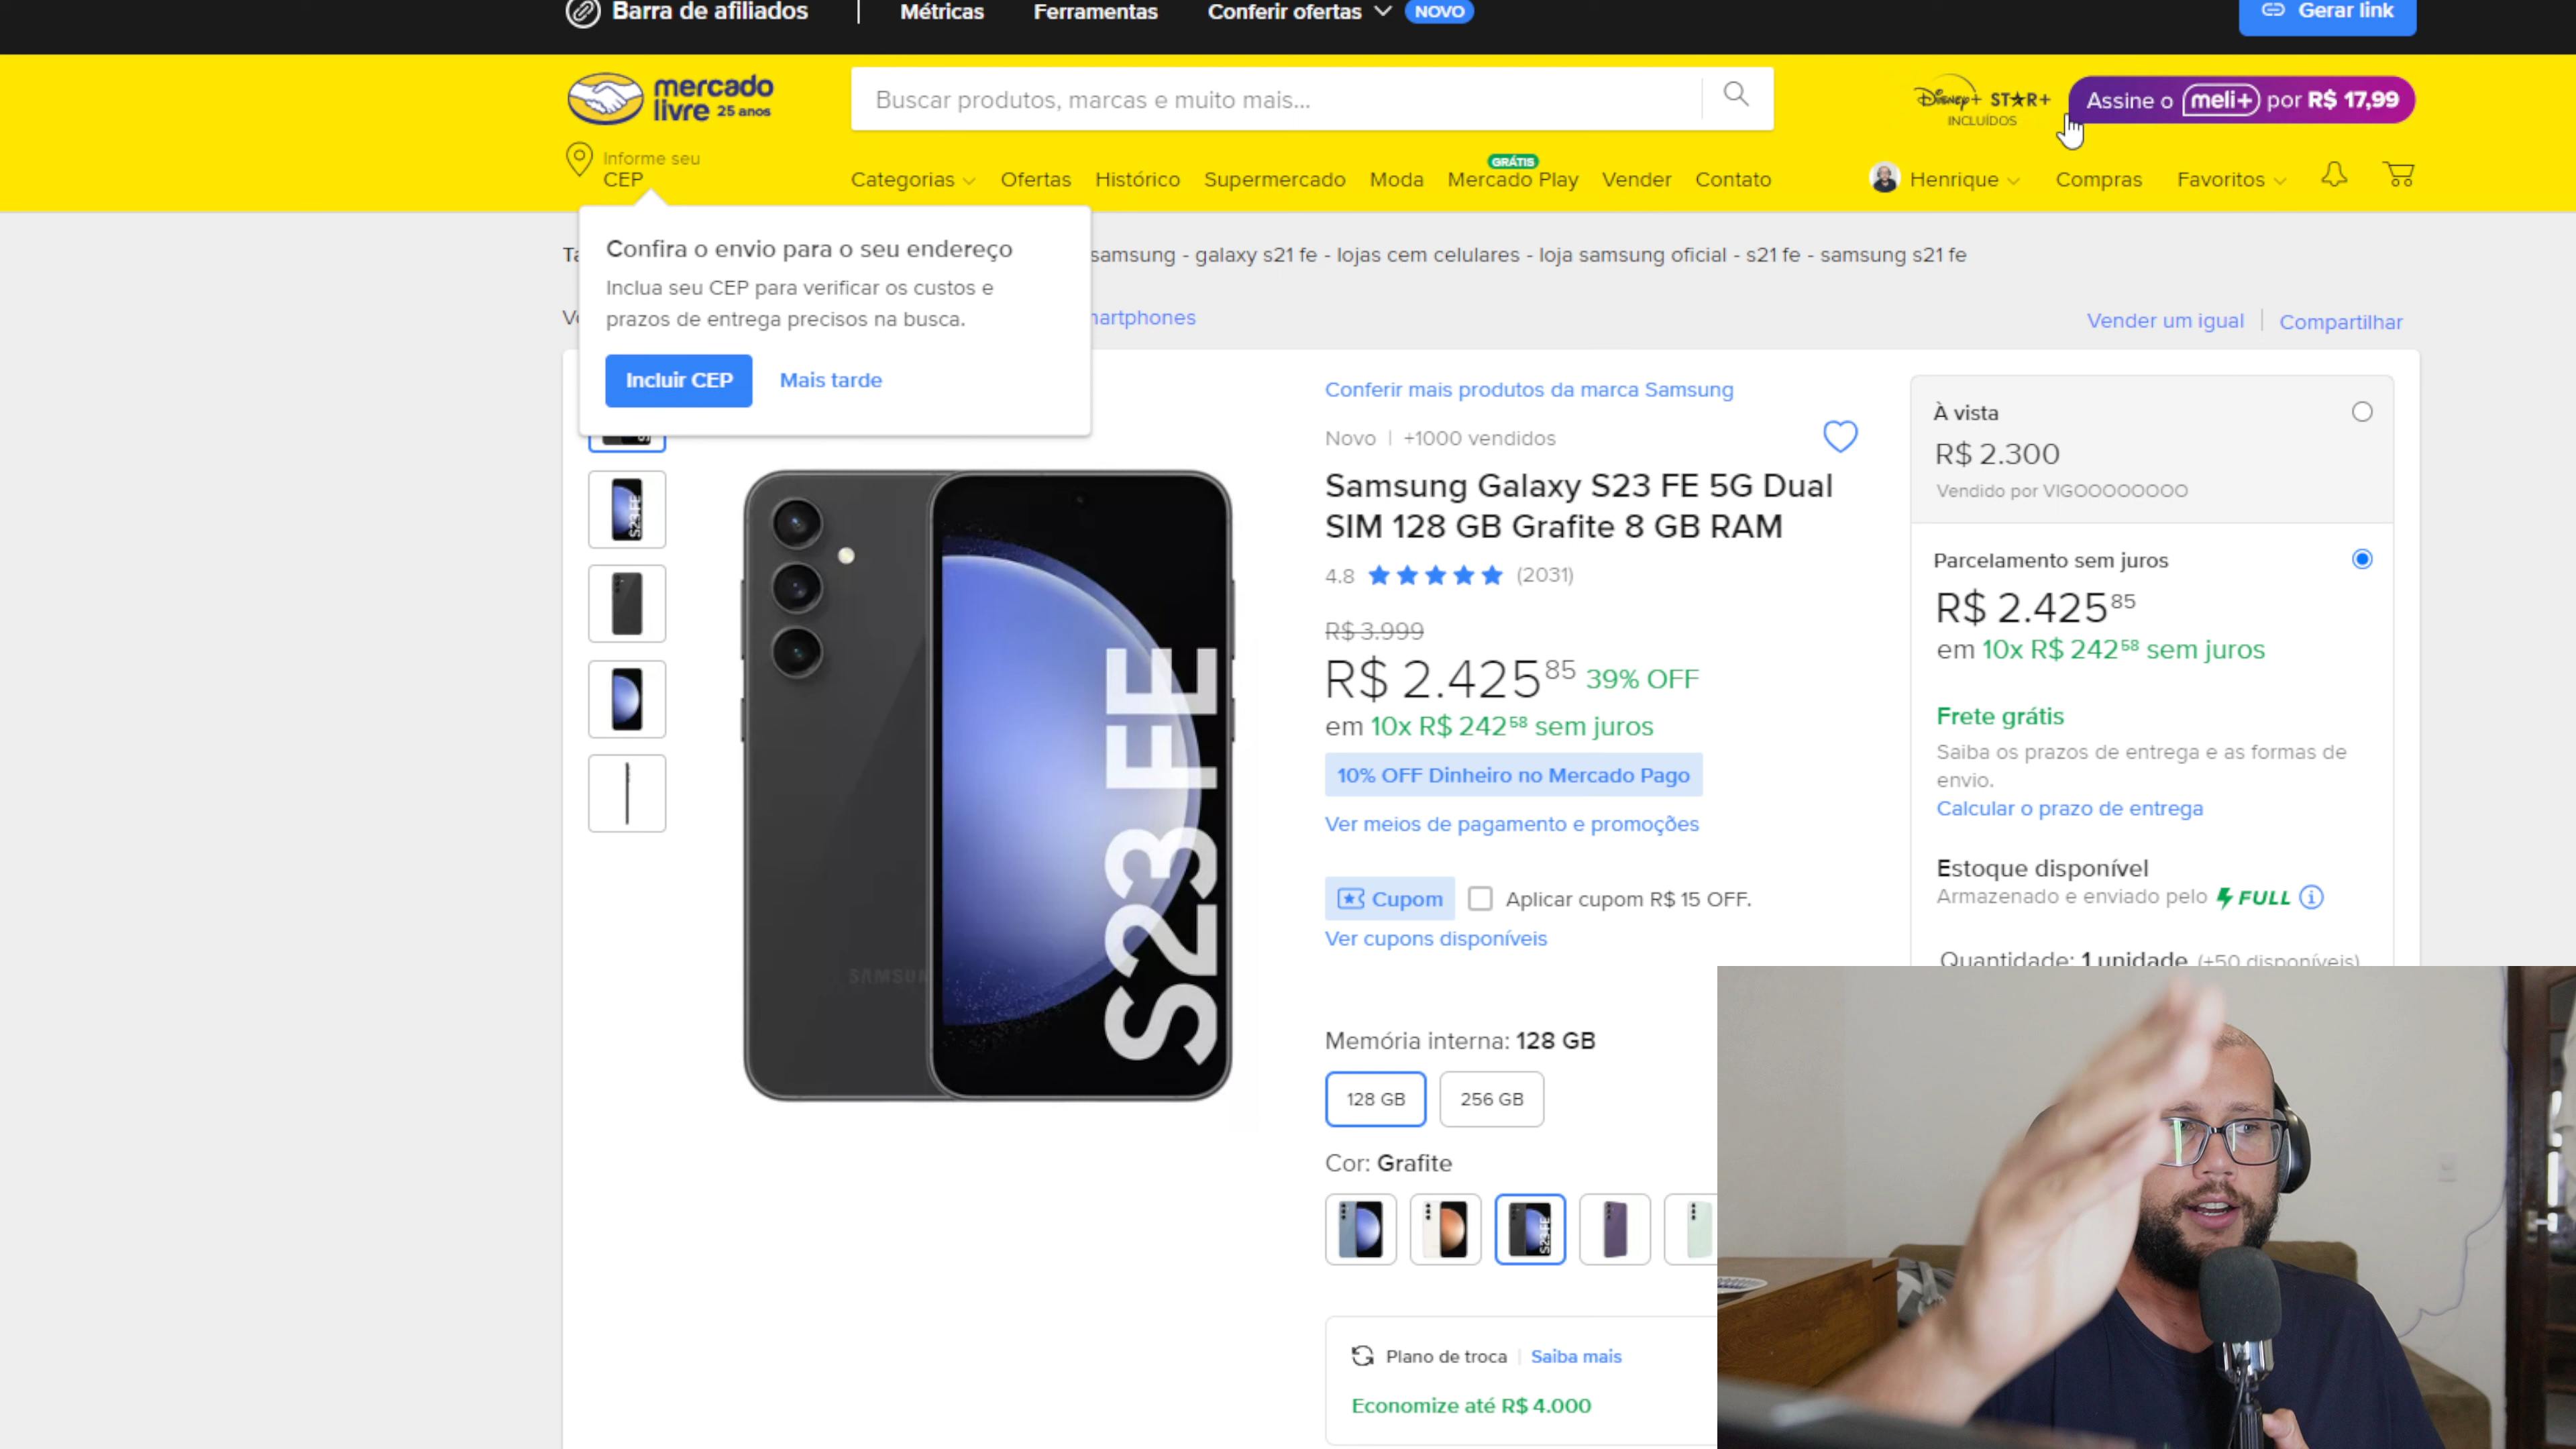 Barra de afiliados
Métricas
Ferramentas
Conferir ofertas
NOVO
Gerar link
mercado
livre 25 anos
Buscar produtos, marcas e muito mais...
Disney+ STAR+
INCLUÍDOS
Assine o meli+ por R$ 17,99
Informe seu
CEP
Categorias
Ofertas
Histórico
Supermercado
Moda
GRÁTIS
Mercado Play
Vender
Contato
Henrique
Compras
Favoritos
Confira o envio para o seu endereço
Inclua seu CEP para verificar os custos e
prazos de entrega precisos na busca.
Incluir CEP
Mais tarde
samsung - galaxy s21 fe - lojas cem celulares - loja samsung oficial - s21 fe - samsung s21 fe
Vender um igual
Compartilhar
S23 FE
S23 FE
Conferir mais produtos da marca Samsung
Novo | +1000 vendidos
Samsung Galaxy S23 FE 5G Dual
SIM 128 GB Grafite 8 GB RAM
4.8 (2031)
R$ 3.999
R$ 2.425 85 39% OFF
em 10x R$ 242 58 sem juros
10% OFF Dinheiro no Mercado Pago
Ver meios de pagamento e promoções
Cupom
Aplicar cupom R$ 15 OFF.
Ver cupons disponíveis
Memória interna: 128 GB
128 GB
256 GB
Cor: Grafite
S23 FE
Plano de troca | Saiba mais
Economize até R$ 4.000
À vista
R$ 2.300
Vendido por VIGOOOOOOOO
Parcelamento sem juros
R$ 2.425 85
em 10x R$ 242 58 sem juros
Frete grátis
Saiba os prazos de entrega e as formas de
envio.
Calcular o prazo de entrega
Estoque disponível
Armazenado e enviado pelo FULL
Quantidade: 1 unidade (+50 disponíveis)